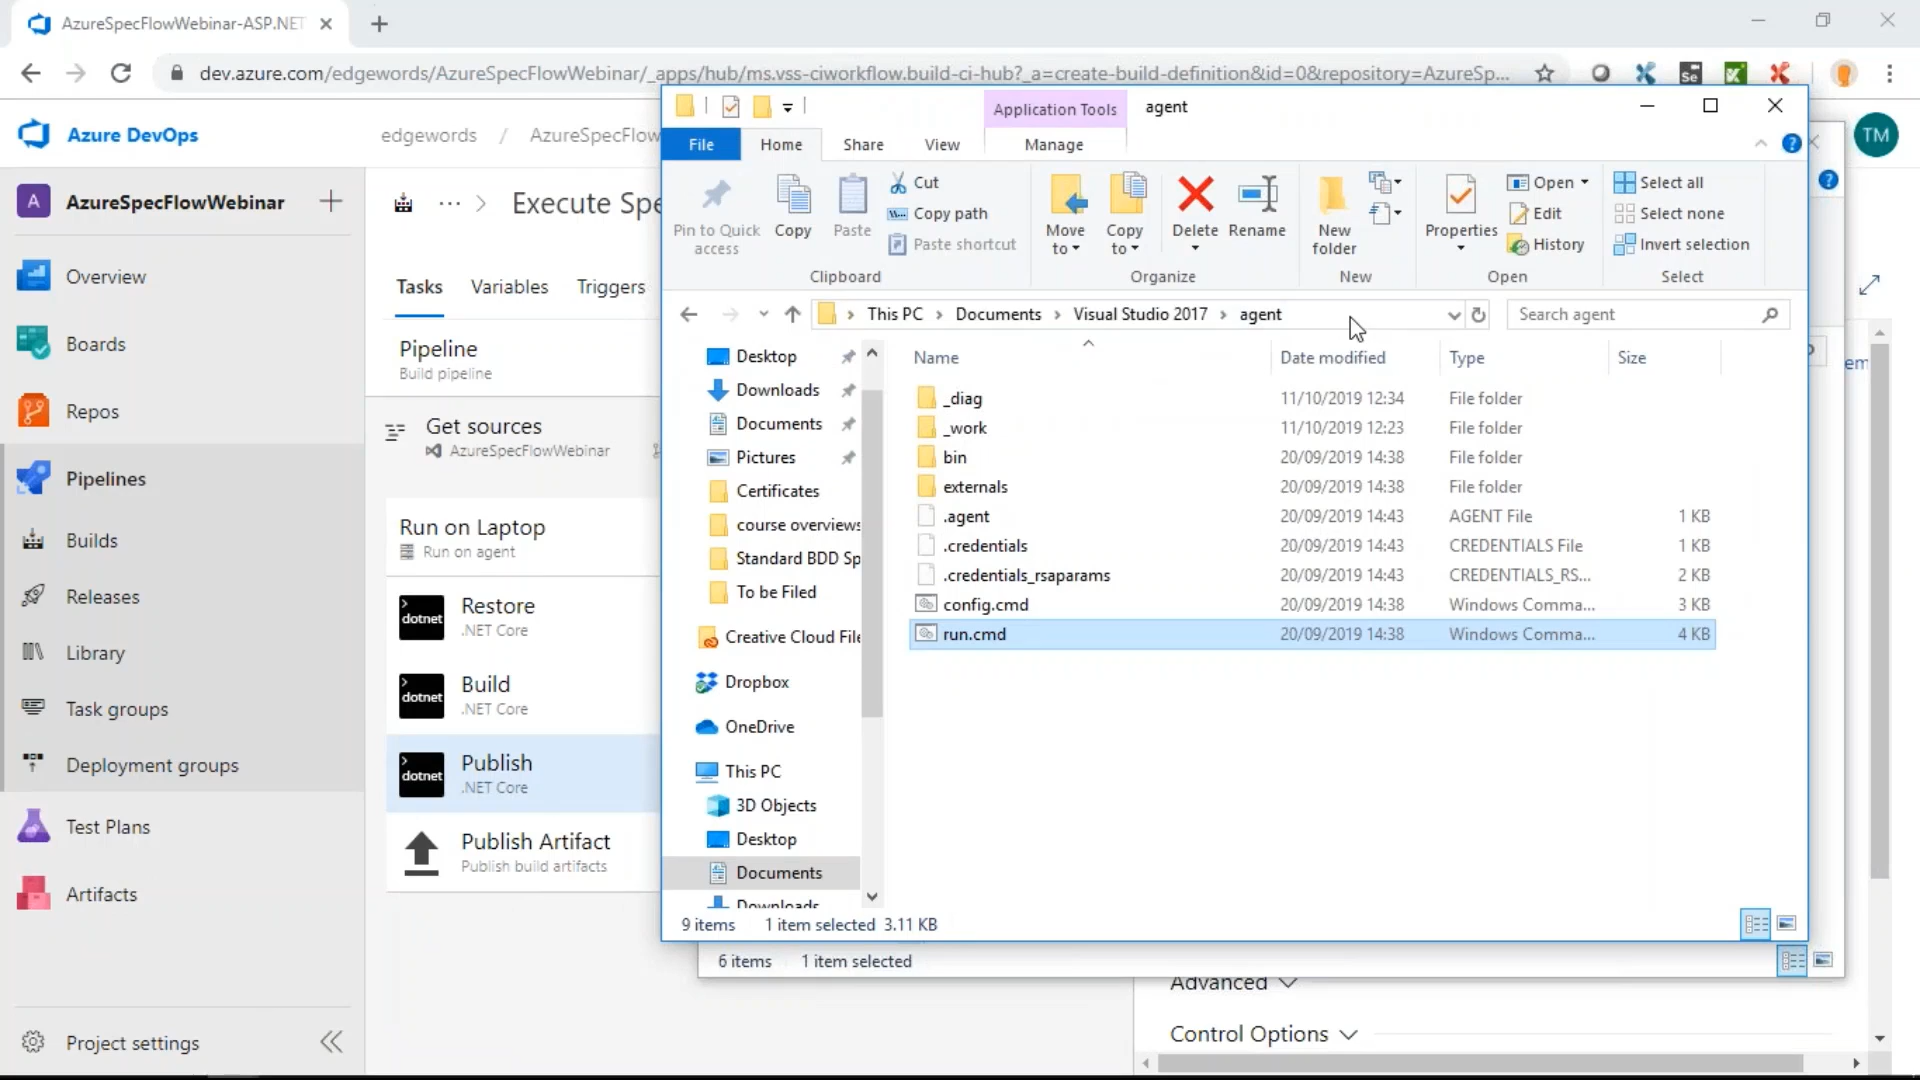 AzureSpecFlowWebinar-ASP.NET
dev.azure.com/edgewords/AzureSpecFlowWebinar/_apps/hub/ms.vss-ciworkflow.build-ci-hub?_a=create-build-definition&id=0&repository=AzureSp...
Se
Azure DevOps
edgewords / AzureSpecFlow
TM
A AzureSpecFlowWebinar
Overview
Boards
Repos
Pipelines
Builds
Releases
Library
Task groups
Deployment groups
Test Plans
Artifacts
Project settings
Execute Spe
Tasks Variables Triggers
Pipeline
Build pipeline
Get sources
AzureSpecFlowWebinar
Run on Laptop
Run on agent
dotnet
Restore
.NET Core
dotnet
Build
.NET Core
dotnet
Publish
.NET Core
Publish Artifact
Publish build artifacts
Application Tools agent
File Home Share View Manage
Pin to Quick access
Copy
Paste
Cut
Copy path
Paste shortcut
Clipboard
Move to
Copy to
Delete
Rename
Organize
New folder
New
Properties
Open
Edit
History
Open
Select all
Select none
Invert selection
Select
This PC > Documents > Visual Studio 2017 > agent
Search agent
Desktop
Downloads
Documents
Pictures
Certificates
course overviews
Standard BDD Sp
To be Filed
Creative Cloud File
Dropbox
OneDrive
This PC
3D Objects
Desktop
Documents
Downloads
Name Date modified Type Size
_diag 11/10/2019 12:34 File folder
_work 11/10/2019 12:23 File folder
bin 20/09/2019 14:38 File folder
externals 20/09/2019 14:38 File folder
.agent 20/09/2019 14:43 AGENT File 1 KB
.credentials 20/09/2019 14:43 CREDENTIALS File 1 KB
.credentials_rsaparams 20/09/2019 14:43 CREDENTIALS_RS... 2 KB
config.cmd 20/09/2019 14:38 Windows Comma... 3 KB
run.cmd 20/09/2019 14:38 Windows Comma... 4 KB
9 items 1 item selected 3.11 KB
6 items 1 item selected
em
Advanced
Control Options